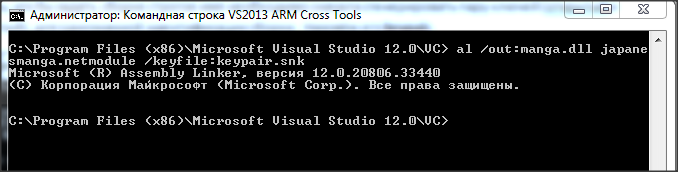 Администратор: Командная строка VS2013 ARM Cross Tools
C:\Program Files (x86)\Microsoft Visual Studio 12.0\VC> al /out:manga.dll japane
smanga.netmodule /keyfile:keypair.snk
Microsoft (R) Assembly Linker, версия 12.0.20806.33440
(C) Корпорация Майкрософт (Microsoft Corp.). Все права защищены.
C:\Program Files (x86)\Microsoft Visual Studio 12.0\VC>